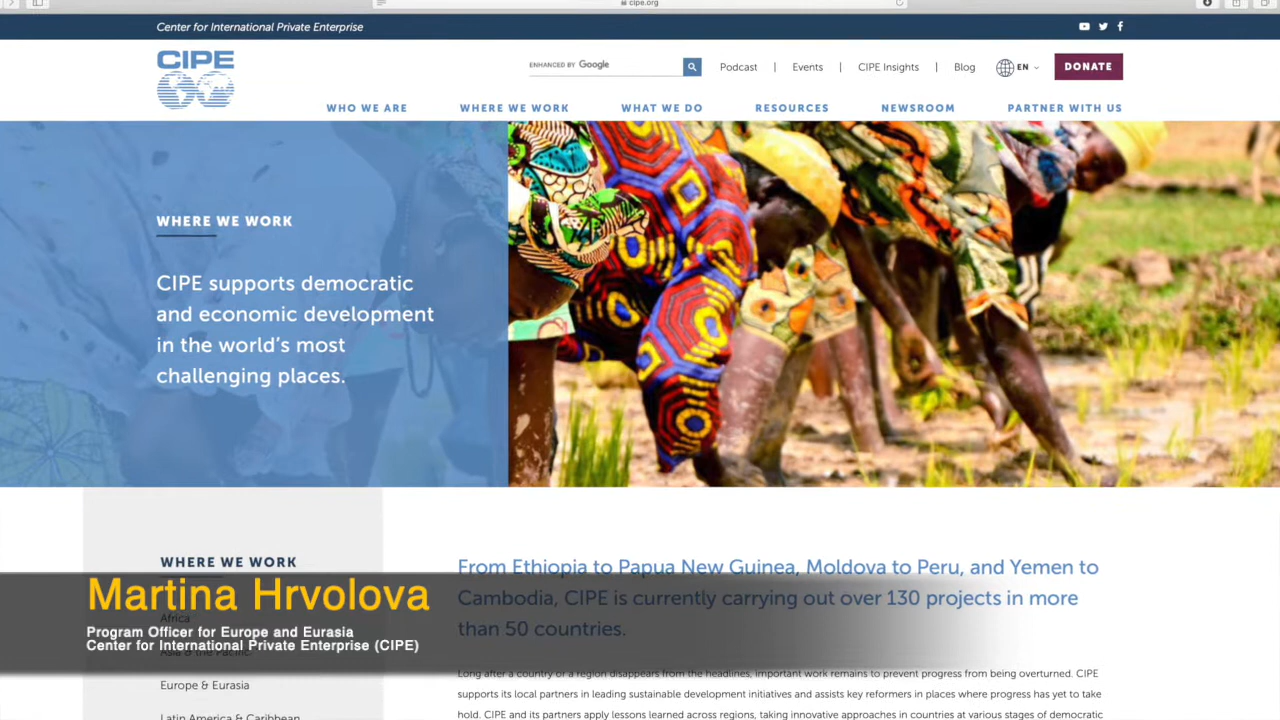 cipe.org
Center for International Private Enterprise
CIPE
ENHANCED BY Google
Podcast | Events | CIPE Insights | Blog
EN
DONATE
WHO WE ARE
WHERE WE WORK
WHAT WE DO
RESOURCES
NEWSROOM
PARTNER WITH US
WHERE WE WORK
CIPE supports democratic
and economic development
in the world's most
challenging places.
WHERE WE WORK
Africa
Asia & the Pacific
Europe & Eurasia
Latin America & Caribbean
From Ethiopia to Papua New Guinea, Moldova to Peru, and Yemen to
Cambodia, CIPE is currently carrying out over 130 projects in more
than 50 countries.
Long after a country or a region disappears from the headlines, important work remains to prevent progress from being overturned. CIPE
supports its local partners in leading sustainable development initiatives and assists key reformers in places where progress has yet to take
hold. CIPE and its partners apply lessons learned across regions, taking innovative approaches in countries at various stages of democratic
Martina Hrvolova
Program Officer for Europe and Eurasia
Center for International Private Enterprise (CIPE)